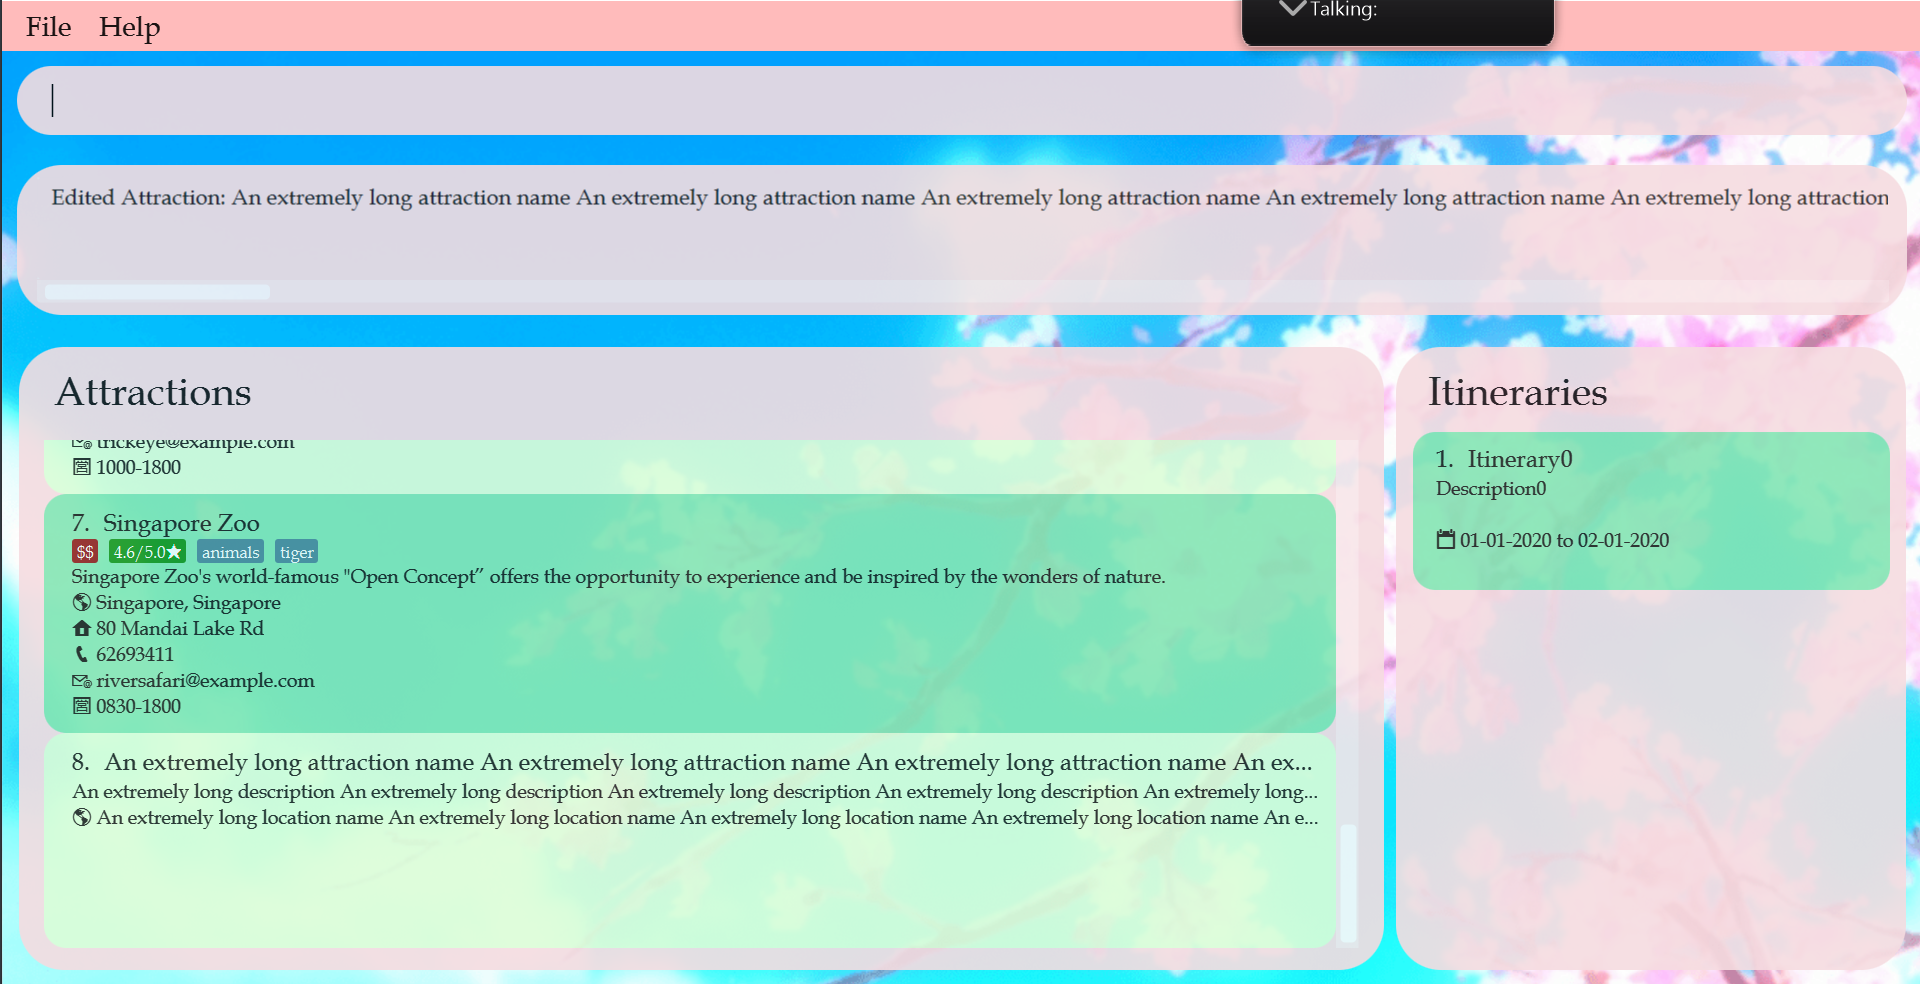 File Help
Talking:
Edited Attraction: An extremely long attraction name An extremely long attraction name An extremely long attraction name An extremely long attraction name An extremely long attraction
Attractions
trickeye@example.com
1000-1800
7. Singapore Zoo
$$ 4.6/5.0★ animals tiger
Singapore Zoo's world-famous "Open Concept” offers the opportunity to experience and be inspired by the wonders of nature.
Singapore, Singapore
80 Mandai Lake Rd
62693411
riversafari@example.com
0830-1800
8. An extremely long attraction name An extremely long attraction name An extremely long attraction name An ex...
An extremely long description An extremely long description An extremely long description An extremely long description An extremely long...
An extremely long location name An extremely long location name An extremely long location name An extremely long location name An e...
Itineraries
1. Itinerary0
Description0
01-01-2020 to 02-01-2020